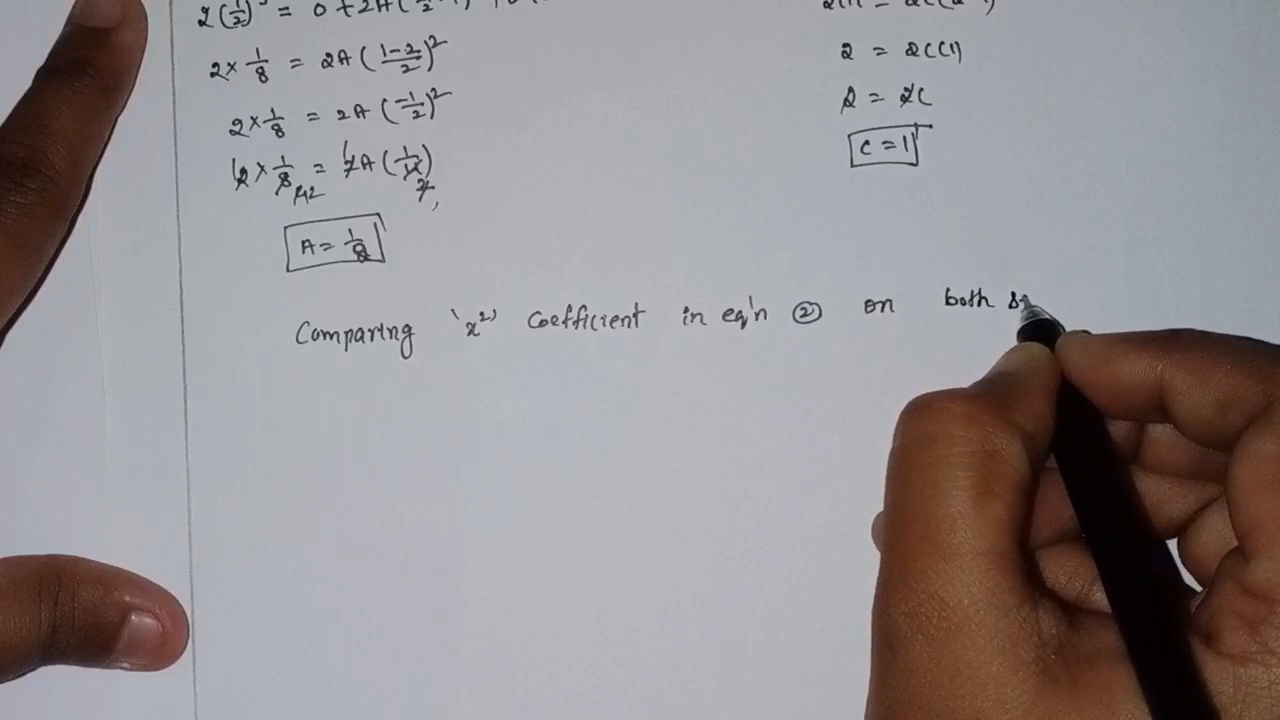 2 × 1/8 = 2A ( 1-2/2 )²
2 × 1/8 = 2A ( -1/2 )²
2 × 1/8 = 2A ( 1/4 )
A = 1/2
2 = 2C(1)
2 = 2C
C = 1
Comparing 'x²' Coefficient in eq'n ② on both